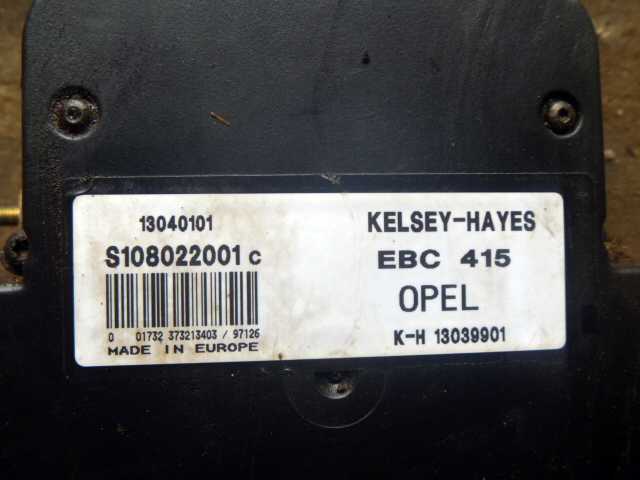 13040101
S108022001 C
0 01732 373213403 / 97126
MADE IN EUROPE
KELSEY-HAYES
EBC 415
OPEL
K-H 13039901